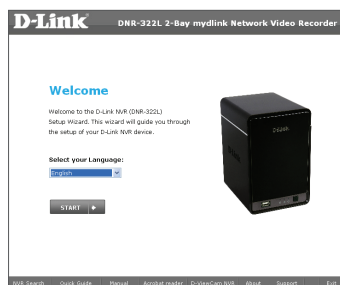 D-Link
DNR-322L 2-Bay mydlink Network Video Recorder
Welcome
Welcome to the D-Link NVR (DNR-322L)
Setup Wizard. This wizard will guide you through
the setup of your D-Link NVR device.
Select your Language:
English
START
D-Link
NVR Search Quick Guide Manual Acrobat reader D-ViewCam NVR About Support Exit